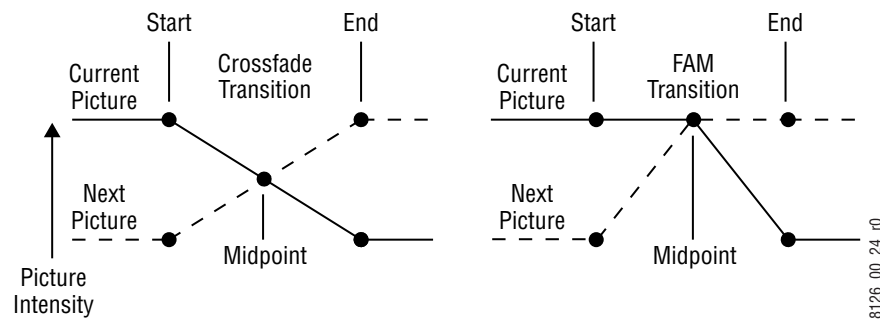 Start
End
Current
Picture
Crossfade
Transition
Next
Picture
Midpoint
Picture
Intensity
Start
End
Current
Picture
FAM
Transition
Next
Picture
Midpoint
8126_00_24_r0